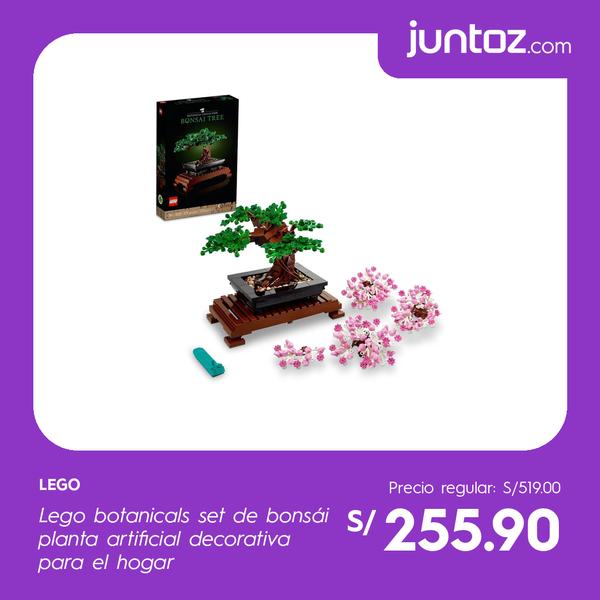 juntoz.com
BONSAI TREE
LEGO
LEGO
Precio regular: S/519.00
Lego botanicals set de bonsái
planta artificial decorativa
para el hogar
S/ 255.90